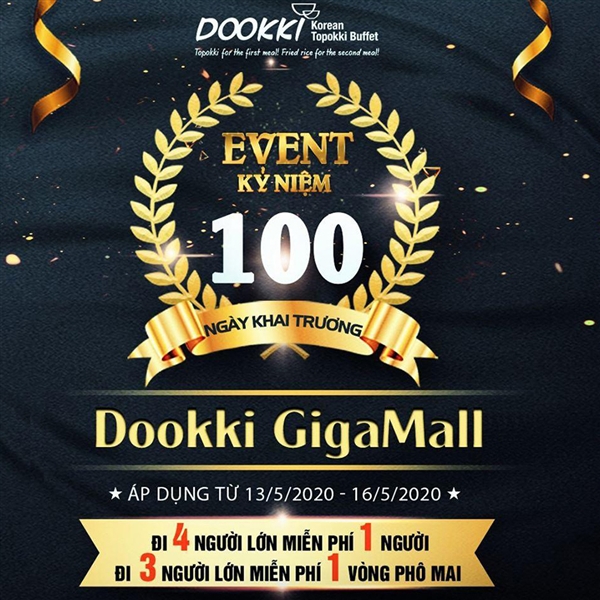 DOOKKI Korean
Topokki Buffet
Topokki for the first meal! Fried rice for the second meal!
EVENT
KỶ NIỆM
100
NGÀY KHAI TRƯƠNG
Dookki GigaMall
★ ÁP DỤNG TỪ 13/5/2020 - 16/5/2020 ★
ĐI 4 NGƯỜI LỚN MIỄN PHÍ 1 NGƯỜI
ĐI 3 NGƯỜI LỚN MIỄN PHÍ 1 VÒNG PHÔ MAI